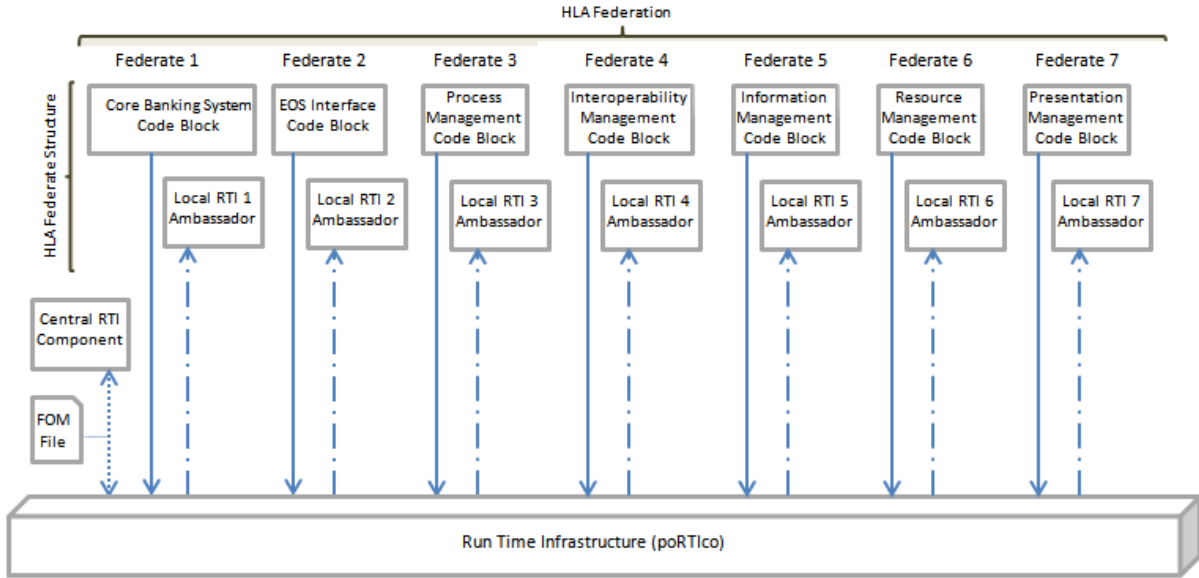 HLA Federation
Federate 1
Federate 2
Federate 3
Federate 4
Federate 5
Federate 6
Federate 7
HLA Federate Structure
Core Banking System
Code Block
EOS Interface
Code Block
Process
Management
Code Block
Interoperability
Management
Code Block
Information
Management
Code Block
Resource
Management
Code Block
Presentation
Management
Code Block
Local RTI 1
Ambassador
Local RTI 2
Ambassador
Local RTI 3
Ambassador
Local RTI 4
Ambassador
Local RTI 5
Ambassador
Local RTI 6
Ambassador
Local RTI 7
Ambassador
Central RTI
Component
FOM
File
Run Time Infrastructure (poRTIco)